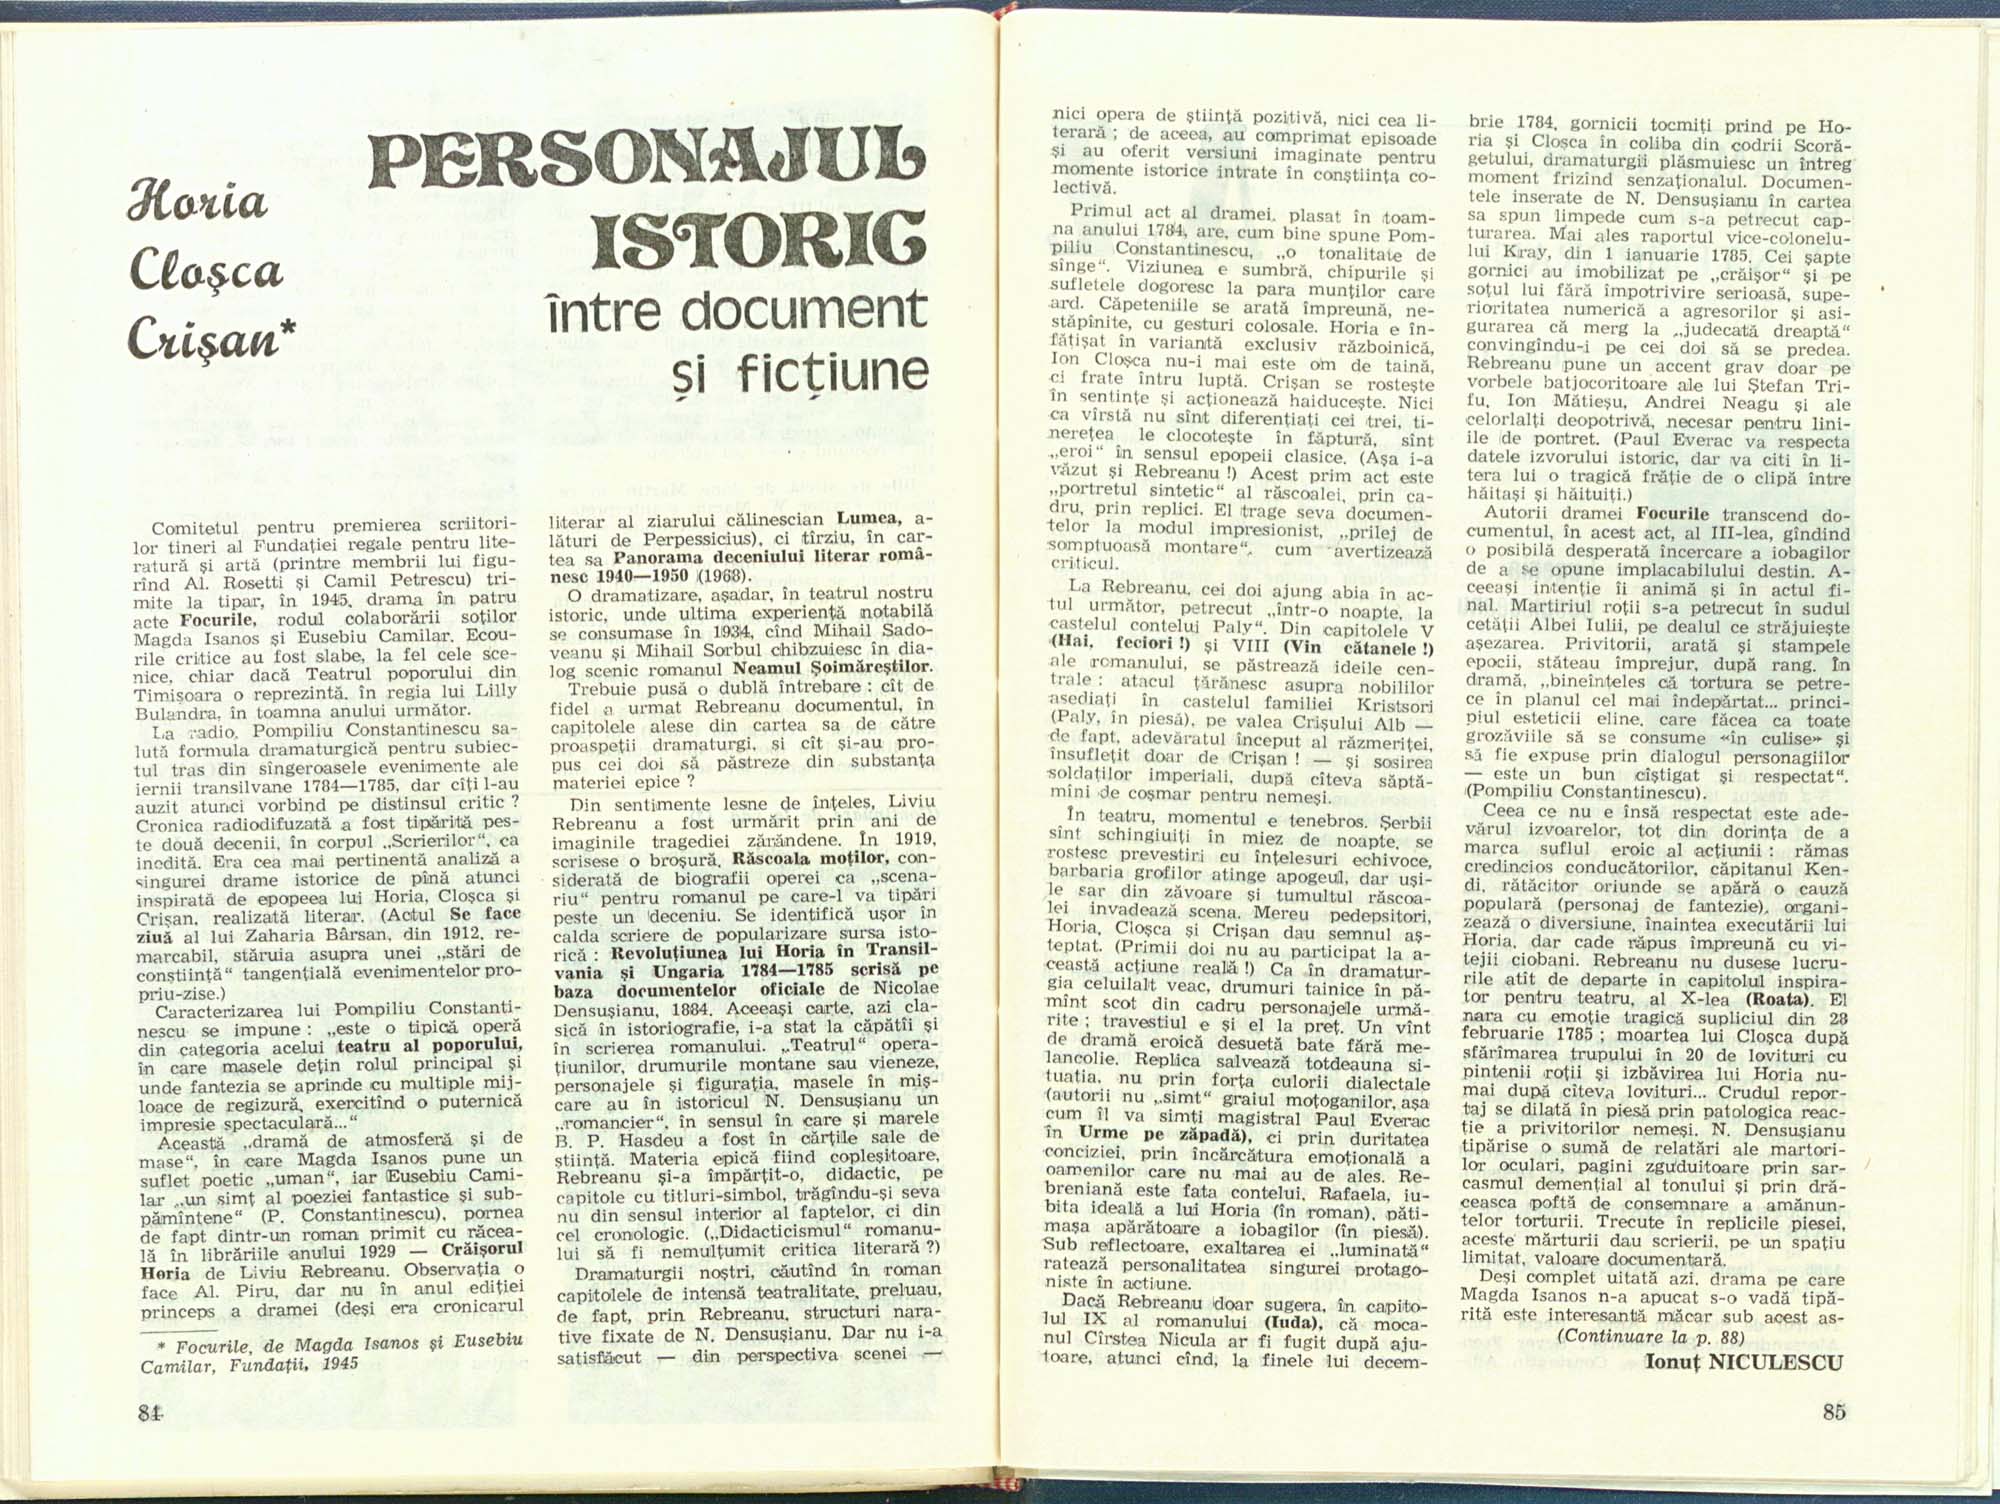 Horia
Cloşca
Crişan*
PERSONAJUL
ISTORIC
între document
şi ficţiune
Comitetul pentru premierea scriitori-
lor tineri al Fundaţiei regale pentru lite-
ratură şi artă (printre membrii lui figu-
rînd Al. Rosetti şi Camil Petrescu) tri-
mite la tipar, în 1945, drama în patru
acte Focurile, rodul colaborării soţilor
Magda Isanos şi Eusebiu Camilar. Ecou-
rile critice au fost slabe, la fel cele sce-
nice, chiar dacă Teatrul poporului din
Timişoara o reprezintă, în regia lui Lilly
Bulandra, în toamna anului următor.
La radio, Pompiliu Constantinescu sa-
lută formula dramaturgică pentru subiec-
tul tras din sîngeroasele evenimente ale
iernii transilvane 1784—1785, dar cîţi l-au
auzit atunci vorbind pe distinsul critic ?
Cronica radiodifuzată a fost tipărită pes-
te două decenii, în corpul „Scrierilor“, ca
inedită. Era cea mai pertinentă analiză a
singurei drame istorice de pînă atunci
inspirată de epopeea lui Horia, Cloşca şi
Crişan, realizată literar. (Actul Se face
ziuă al lui Zaharia Bârsan, din 1912, re-
marcabil, stăruia asupra unei „stări de
conştiinţă“ tangenţială evenimentelor pro-
priu-zise.)
Caracterizarea lui Pompiliu Constanti-
nescu se impune : „este o tipică operă
din categoria acelui teatru al poporului,
în care masele deţin rolul principal şi
unde fantezia se aprinde cu multiple mij-
loace de regizură, exercitînd o puternică
impresie spectaculară...“
Această „dramă de atmosferă şi de
mase“, în care Magda Isanos pune un
suflet poetic „uman“, iar Eusebiu Cami-
lar „un simţ al poeziei fantastice şi sub-
pămîntene“ (P. Constantinescu), pornea
de fapt dintr-un roman primit cu răcea-
lă în librăriile anului 1929 — Crăişorul
Horia de Liviu Rebreanu. Observaţia o
face Al. Piru, dar nu în anul ediţiei
princeps a dramei (deşi era cronicarul
* Focurile, de Magda Isanos şi Eusebiu
Camilar, Fundaţii, 1945
84
literar al ziarului călinescian Lumea, a-
lături de Perpessicius), ci tîrziu, în car-
tea sa Panorama deceniului literar româ-
nesc 1940—1950 (1968).
O dramatizare, aşadar, în teatrul nostru
istoric, unde ultima experienţă notabilă
se consumase în 1934, cînd Mihail Sado-
veanu şi Mihail Sorbul chibzuiesc în dia-
log scenic romanul Neamul Şoimăreştilor.
Trebuie pusă o dublă întrebare : cît de
fidel a urmat Rebreanu documentul, în
capitolele alese din cartea sa de către
proaspeţii dramaturgi, si cît şi-au pro-
pus cei doi să păstreze din substanţa
materiei epice ?
Din sentimente lesne de înţeles, Liviu
Rebreanu a fost urmărit prin ani de
imaginile tragediei zărăndene. În 1919,
scrisese o broşură, Răscoala moţilor, con-
siderată de biografii operei ca „scena-
riu“ pentru romanul pe care-l va tipări
peste un deceniu. Se identifică uşor în
calda scriere de popularizare sursa isto-
rică : Revoluţiunea lui Horia în Transil-
vania şi Ungaria 1784—1785 scrisă pe
baza documentelor oficiale de Nicolae
Densuşianu, 1884. Aceeaşi carte, azi cla-
sică în istoriografie, i-a stat la căpătîi şi
în scrierea romanului. „Teatrul“ opera-
ţiunilor, drumurile montane sau vieneze,
personajele şi figuraţia, masele în miş-
care au în istoricul N. Densuşianu un
„romancier“, în sensul în care şi marele
B. P. Hasdeu a fost în cărţile sale de
ştiinţă. Materia epică fiind copleşitoare,
Rebreanu şi-a împărţit-o, didactic, pe
capitole cu titluri-simbol, trăgîndu-şi seva
nu din sensul interior al faptelor, ci din
cel cronologic. („Didacticismul“ romanu-
lui să fi nemulţumit critica literară ?)
Dramaturgii noştri, căutînd în roman
capitolele de intensă teatralitate, preluau,
de fapt, prin Rebreanu, structuri nara-
tive fixate de N. Densuşianu. Dar nu i-a
satisfăcut — din perspectiva scenei —
nici opera de ştiinţă pozitivă, nici cea li-
terară ; de aceea, au comprimat episoade
şi au oferit versiuni imaginate pentru
momente istorice intrate în conştiinţa co-
lectivă.
Primul act al dramei, plasat în toam-
na anului 1784, are, cum bine spune Pom-
piliu Constantinescu, „o tonalitate de
sînge“. Viziunea e sumbră, chipurile şi
sufletele dogoresc la para munţilor care
ard. Căpeteniile se arată împreună, ne-
stăpînite, cu gesturi colosale. Horia e în-
făţişat în variantă exclusiv războinică,
Ion Cloşca nu-i mai este om de taină,
ci frate întru luptă. Crişan se rosteşte
în sentinţe şi acţionează haiduceşte. Nici
ca vîrstă nu sînt diferenţiaţi cei trei, ti-
nereţea le clocoteşte în făptură, sînt
„eroi“ în sensul epopeii clasice. (Aşa i-a
văzut şi Rebreanu !) Acest prim act este
„portretul sintetic“ al răscoalei, prin ca-
dru, prin replici. El trage seva documen-
telor la modul impresionist, „prilej de
somptuoasă montare“, cum avertizează
criticul.
La Rebreanu, cei doi ajung abia în ac-
tul următor, petrecut „într-o noapte, la
castelul contelui Paly“. Din capitolele V
(Hai, feciori !) şi VIII (Vin cătanele !)
ale romanului, se păstrează ideile cen-
trale : atacul ţărănesc asupra nobililor
asediaţi în castelul familiei Kristsori
(Paly, în piesă), pe valea Crişului Alb —
de fapt, adevăratul început al răzmeriţei,
însufleţit doar de Crişan ! — şi sosirea
soldaţilor imperiali, după cîteva săptă-
mîni de coşmar pentru nemeşi.
În teatru, momentul e tenebros. Şerbii
sînt schingiuiţi în miez de noapte, se
rostesc prevestiri cu înţelesuri echivoce,
barbaria grofilor atinge apogeul, dar uşi-
le sar din zăvoare şi tumultul răscoa-
lei invadează scena. Mereu pedepsitori,
Horia, Cloşca şi Crişan dau semnul aş-
teptat. (Primii doi nu au participat la a-
ceastă acţiune reală !) Ca în dramatur-
gia celuilalt veac, drumuri tainice în pă-
mînt scot din cadru personajele urmă-
rite ; travestiul e şi el la preţ. Un vînt
de dramă eroică desuetă bate fără me-
lancolie. Replica salvează totdeauna si-
tuaţia, nu prin forţa culorii dialectale
(autorii nu „simt“ graiul moţoganilor, aşa
cum îl va simţi magistral Paul Everac
în Urme pe zăpadă), ci prin duritatea
conciziei, prin încărcătura emoţională a
oamenilor care nu mai au de ales. Re-
breniană este fata contelui, Rafaela, iu-
bita ideală a lui Horia (în roman), păti-
maşa apărătoare a iobagilor (în piesă).
Sub reflectoare, exaltarea ei „luminată“
ratează personalitatea singurei protago-
niste în acţiune.
Dacă Rebreanu doar sugera, în capito-
lul IX al romanului (Iuda), că moca-
nul Cîrstea Nicula ar fi fugit după aju-
toare, atunci cînd, la finele lui decem-
brie 1784, gornicii tocmiţi prind pe Ho-
ria şi Cloşca în coliba din codrii Scoră-
getului, dramaturgii plăsmuiesc un întreg
moment frizînd senzaţionalul. Documen-
tele inserate de N. Densuşianu în cartea
sa spun limpede cum s-a petrecut cap-
turarea. Mai ales raportul vice-colonelu-
lui Kray, din 1 ianuarie 1785. Cei şapte
gornici au imobilizat pe „crăişor“ şi pe
soţul lui fără împotrivire serioasă, supe-
rioritatea numerică a agresorilor şi asi-
gurarea că merg la „judecată dreaptă“
convingîndu-i pe cei doi să se predea.
Rebreanu pune un accent grav doar pe
vorbele batjocoritoare ale lui Ştefan Tri-
fu, Ion Mătieşu, Andrei Neagu şi ale
celorlalţi deopotrivă, necesar pentru lini-
ile de portret. (Paul Everac va respecta
datele izvorului istoric, dar va citi în li-
tera lui o tragică frăţie de o clipă între
hăitaşi şi hăituiţi.)
Autorii dramei Focurile transcend do-
cumentul, în acest act, al III-lea, gîndind
o posibilă desperată încercare a iobagilor
de a se opune implacabilului destin. A-
ceeaşi intenţie îi animă şi în actul fi-
nal. Martiriul roţii s-a petrecut în sudul
cetăţii Albei Iulii, pe dealul ce străjuieşte
aşezarea. Privitorii, arată şi stampele
epocii, stăteau împrejur, după rang. În
dramă, „bineînţeles că tortura se petre-
ce în planul cel mai îndepărtat... princi-
piul esteticii eline, care făcea ca toate
grozăviile să se consume «în culise» şi
să fie expuse prin dialogul personagiilor
— este un bun cîştigat şi respectat“.
(Pompiliu Constantinescu).
Ceea ce nu e însă respectat este ade-
vărul izvoarelor, tot din dorinţa de a
marca suflul eroic al acţiunii : rămas
credincios conducătorilor, căpitanul Ken-
di, rătăcitor oriunde se apără o cauză
populară (personaj de fantezie), organi-
zează o diversiune, înaintea executării lui
Horia, dar cade răpus împreună cu vi-
tejii ciobani. Rebreanu nu dusese lucru-
rile atît de departe în capitolul inspira-
tor pentru teatru, al X-lea (Roata). El
nara cu emoţie tragică supliciul din 28
februarie 1785 ; moartea lui Cloşca după
sfărîmarea trupului în 20 de lovituri cu
pintenii roţii şi izbăvirea lui Horia nu-
mai după cîteva lovituri... Crudul repor-
taj se dilată în piesă prin patologica reac-
ţie a privitorilor nemeşi. N. Densuşianu
tipărise o sumă de relatări ale martori-
lor oculari, pagini zguduitoare prin sar-
casmul demenţial al tonului şi prin dră-
ceasca poftă de consemnare a amănun-
telor torturii. Trecute în replicile piesei,
aceste mărturii dau scrierii, pe un spaţiu
limitat, valoare documentară.
Deşi complet uitată azi, drama pe care
Magda Isanos n-a apucat s-o vadă tipă-
rită este interesantă măcar sub acest as-
(Continuare la p. 88)
Ionuţ NICULESCU
85